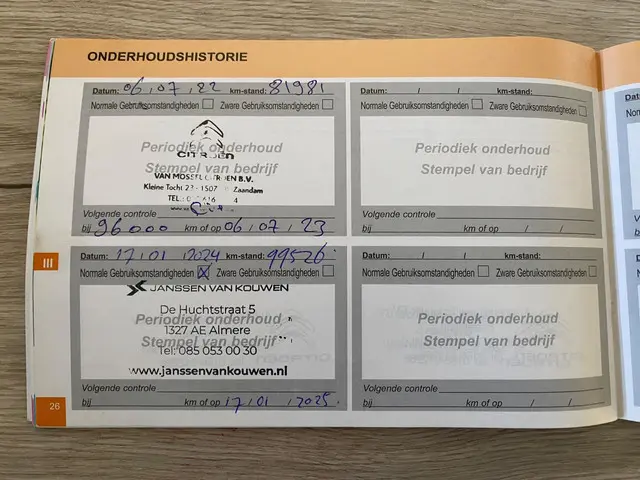 ONDERHOUDSHISTORIE
Datum: 06, 07, 22 km-stand: 81981
Normale Gebruiksomstandigheden Zware Gebruiksomstandigheden
Periodiek onderhoud
CITROËN
Stempel van bedrijf
VAN MOSSEL CITROEN B.V.
Kleine Tocht 23 - 1507 Zaandam
TEL:
Volgende controle
bij 96000 km of op 06 / 07 / 23
Datum: / / km-stand:
Normale Gebruiksomstandigheden Zware Gebruiksomstandigheden
Periodiek onderhoud
Stempel van bedrijf
Volgende controle
bij km of op / /
III
Datum: 17 / 01 / 2024 km-stand: 99526
Normale Gebruiksomstandigheden X Zware Gebruiksomstandigheden
JANSSEN VAN KOUWEN
De Huchtstraat 5
Periodiek onderhoud
1327 AE Almere
Stempel van bedrijf
Tel: 085 053 00 30
www.janssenvankouwen.nl
Volgende controle
bij km of op 17 / 01 / 2025
Datum: / / km-stand:
Normale Gebruiksomstandigheden Zware Gebruiksomstandigheden
Periodiek onderhoud
Stempel van bedrijf
Volgende controle
bij km of op / /
26